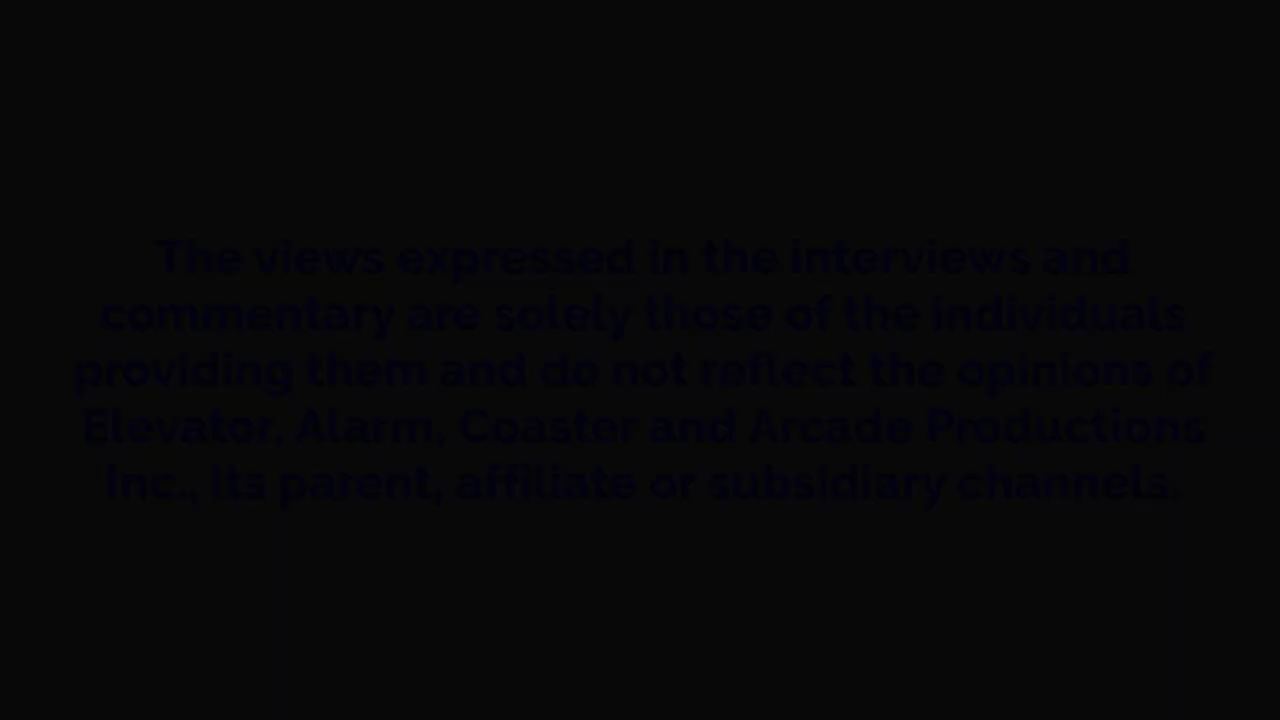 The views expressed in the interviews and
commentary are solely those of the individuals
providing them and do not reflect the opinions of
Elevator, Alarm, Coaster and Arcade Productions
Inc., its parent, affiliate or subsidiary channels.